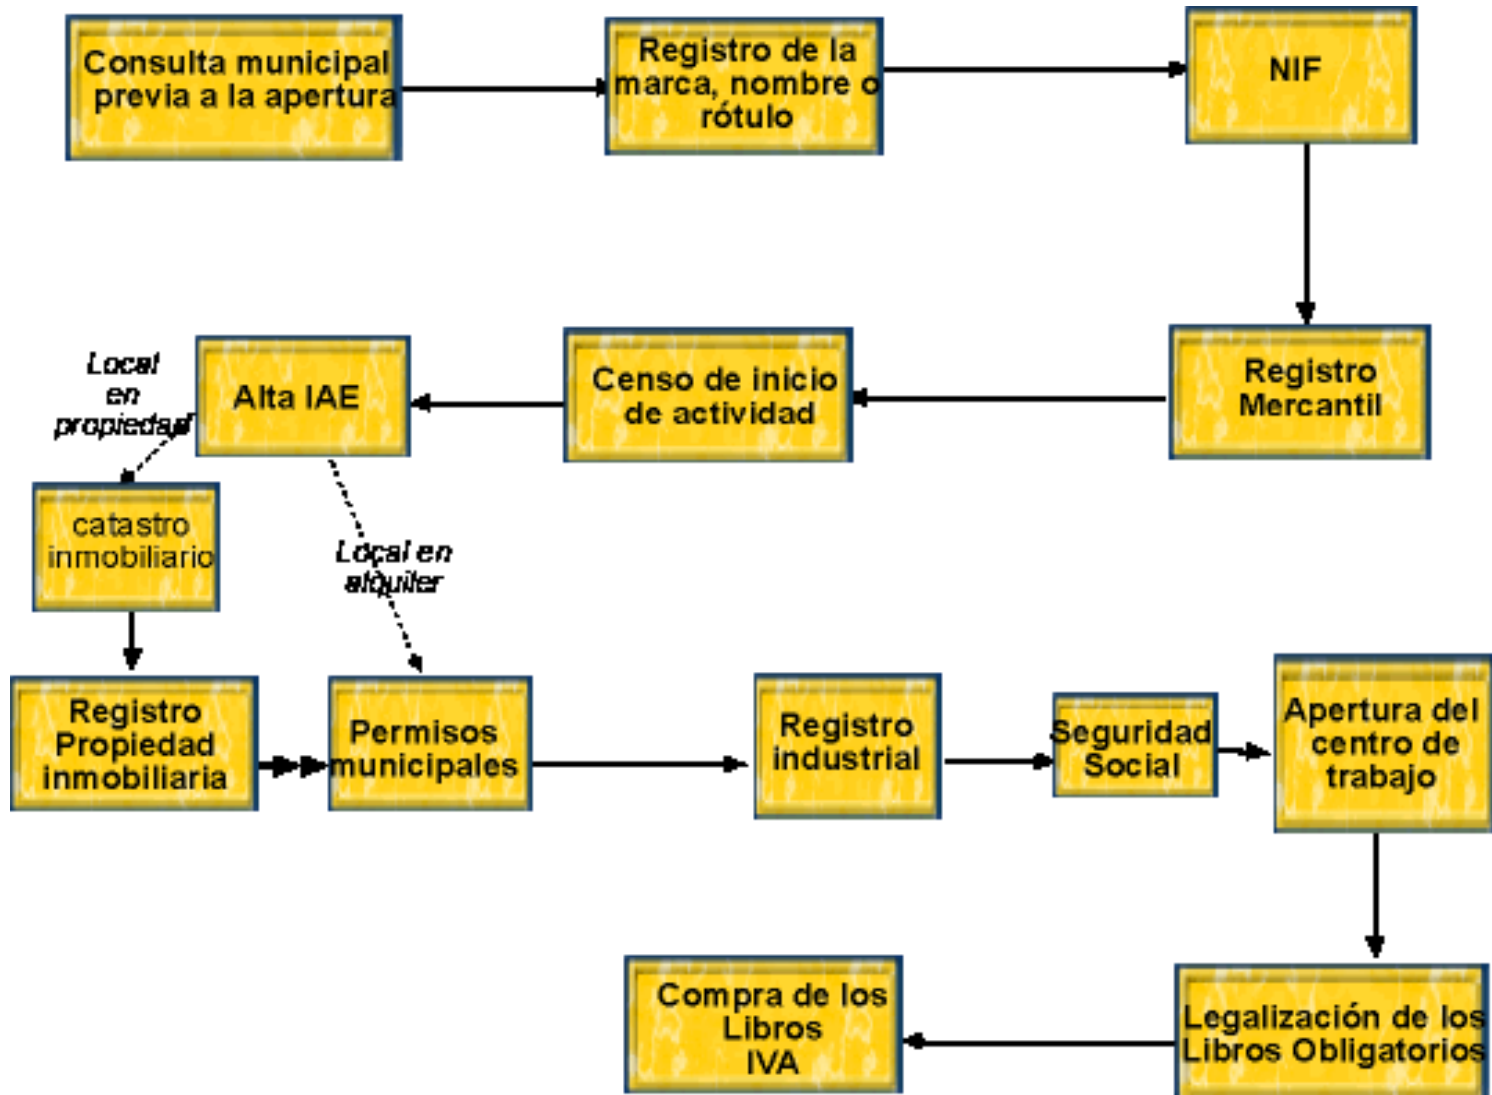 Consulta municipal
previa a la apertura
Registro de la
marca, nombre o
rótulo
NIF
Registro
Mercantil
Censo de inicio
de actividad
Alta IAE
Local
en
propiedad
catastro
inmobiliario
Local en
alquiler
Registro
Propiedad
inmobiliaria
Permisos
municipales
Registro
industrial
Seguridad
Social
Apertura del
centro de
trabajo
Legalización de los
Libros Obligatorios
Compra de los
Libros
IVA